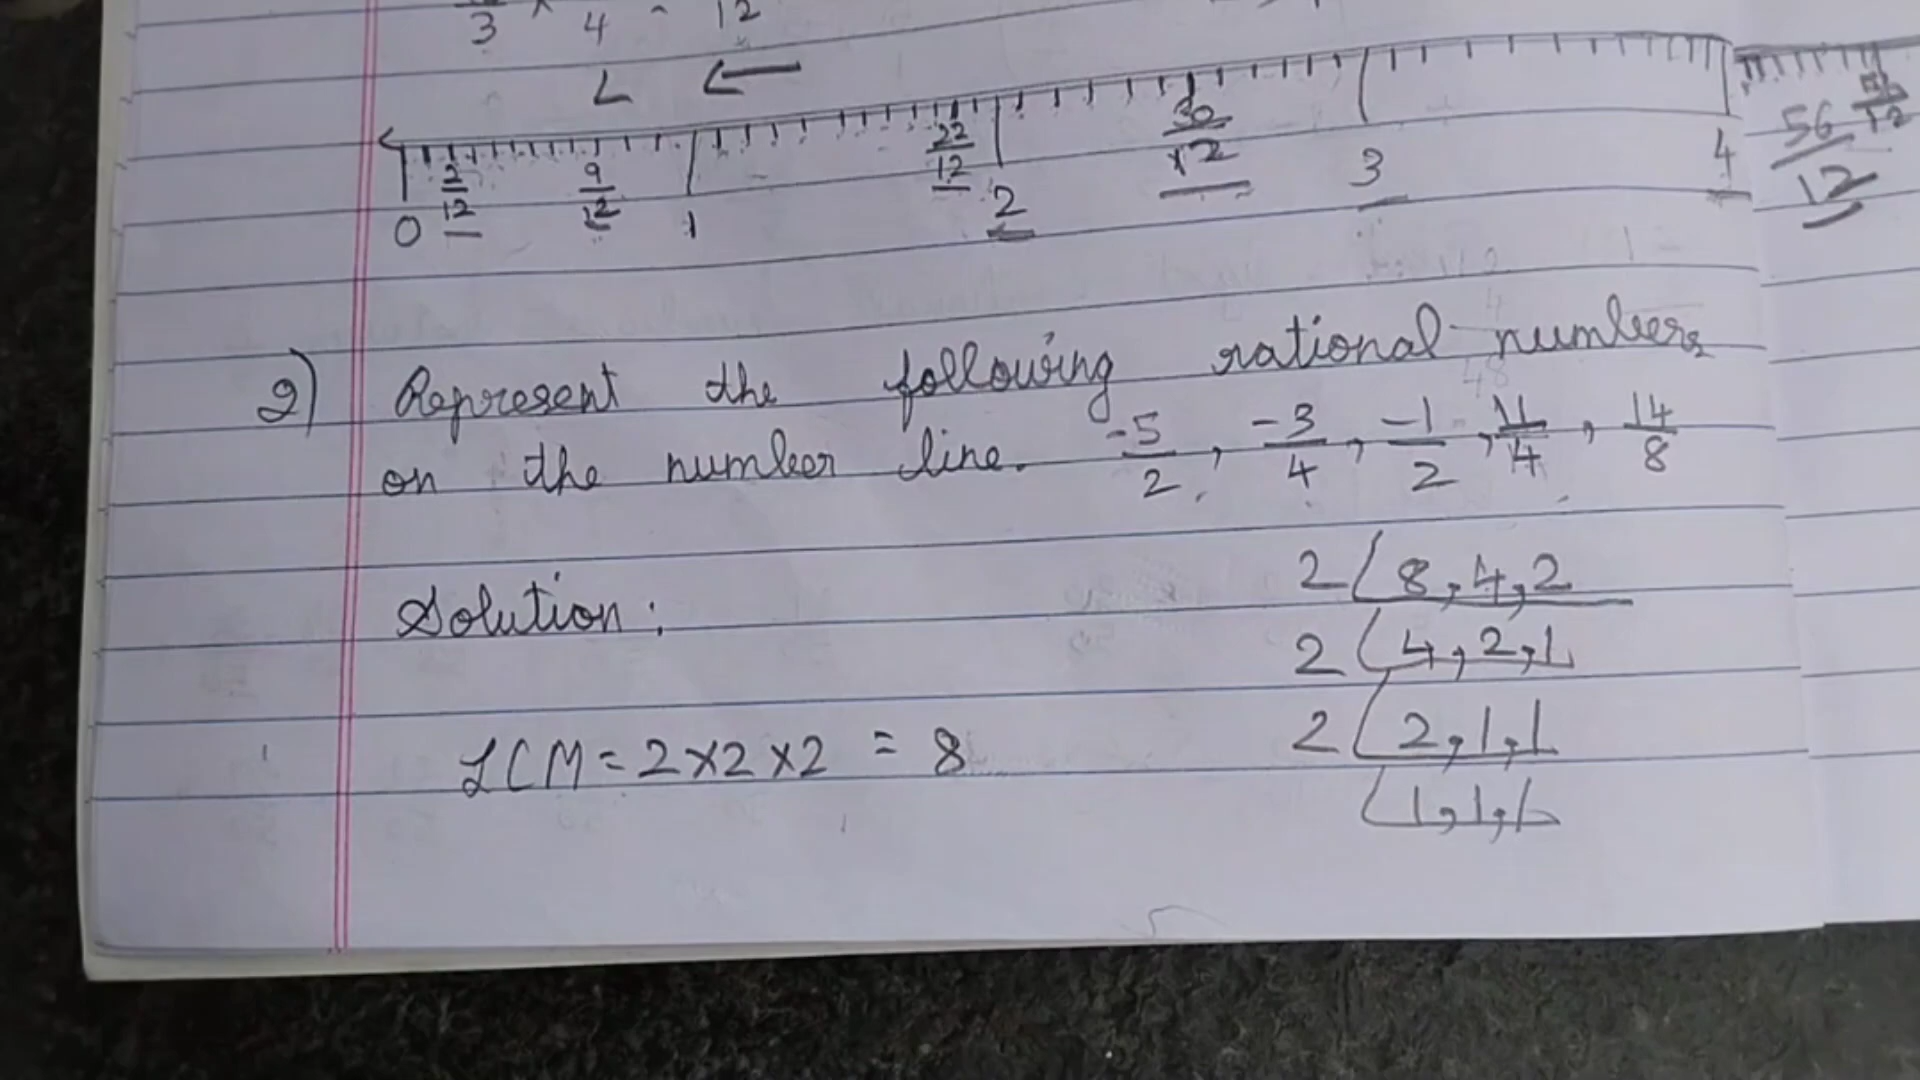 3 × 4 - 12
2/12 9/12 22/12 30/12 56/12 56/12
0 1 2 3 4
2) Represent the following rational numbers
on the number line. -5/2, -3/4, -1/2, 11/4, 14/8
Solution:
2 8,4,2
2 4,2,1
2 2,1,1
1,1,1
LCM = 2×2×2 = 8